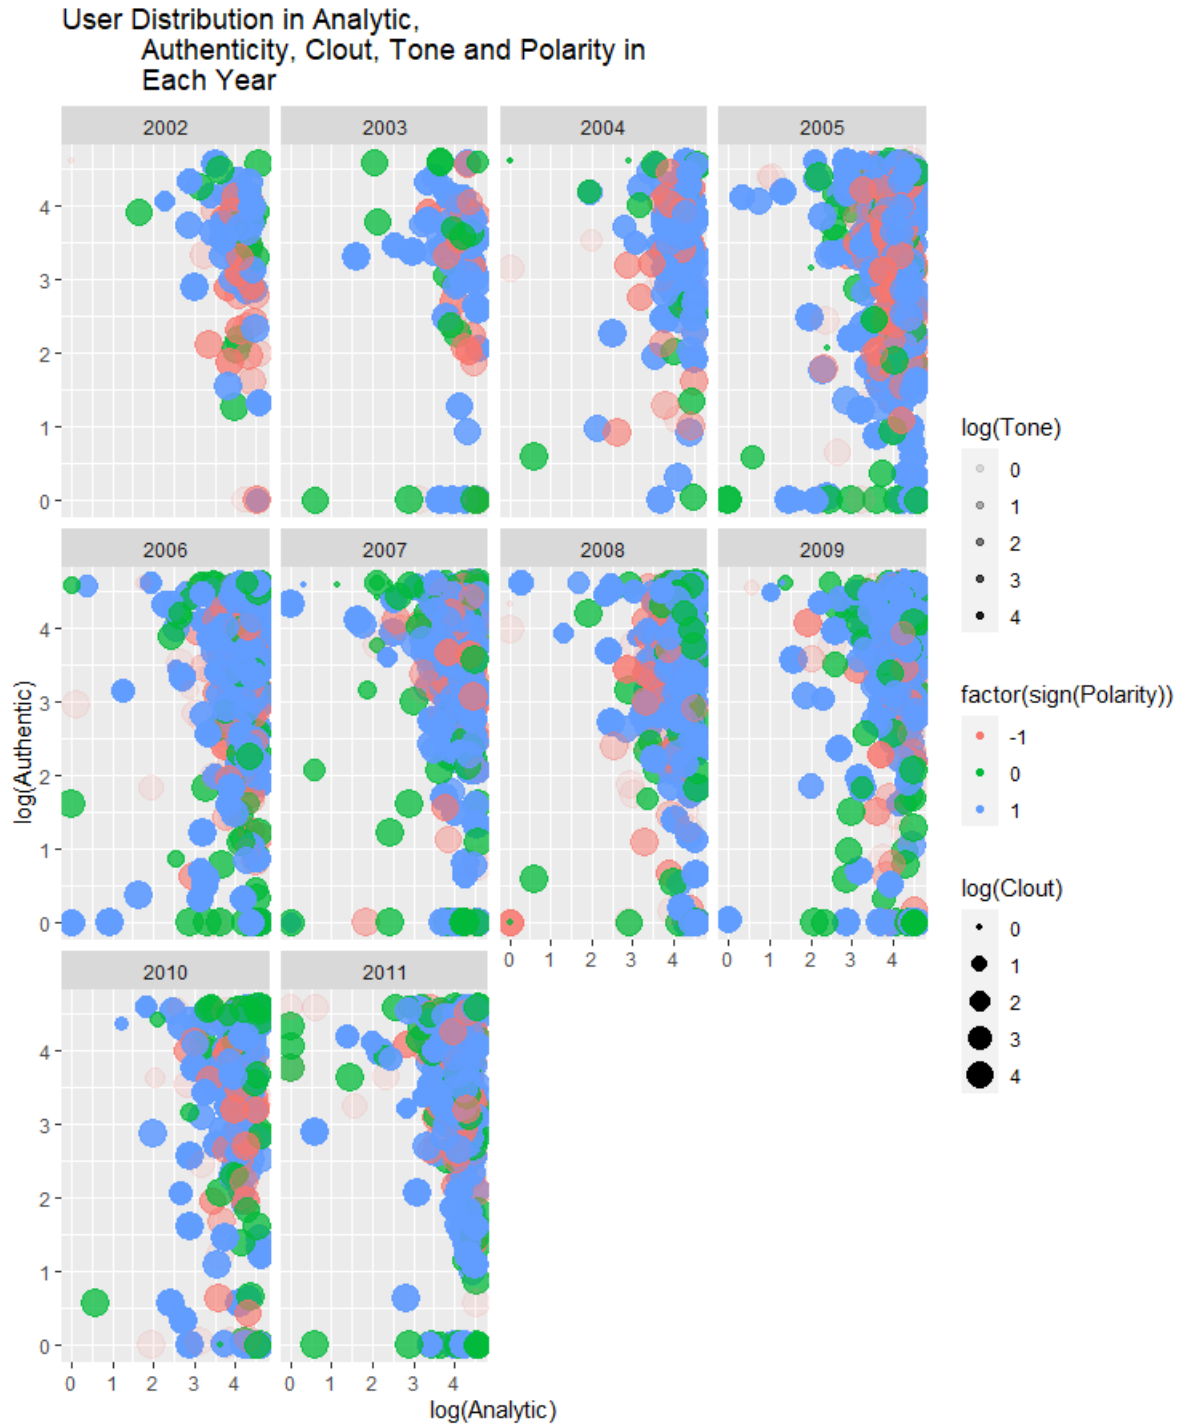 User Distribution in Analytic,
Authenticity, Clout, Tone and Polarity in
Each Year
2002 2003 2004 2005
4
3
2
1
0
2006 2007 2008 2009
4
3
2
1
0
0 1 2 3 4 0 1 2 3 4
2010 2011
4
3
2
1
0
0 1 2 3 4 0 1 2 3 4
log(Analytic)
log(Authentic)
log(Tone)
0
1
2
3
4
factor(sign(Polarity))
-1
0
1
log(Clout)
0
1
2
3
4